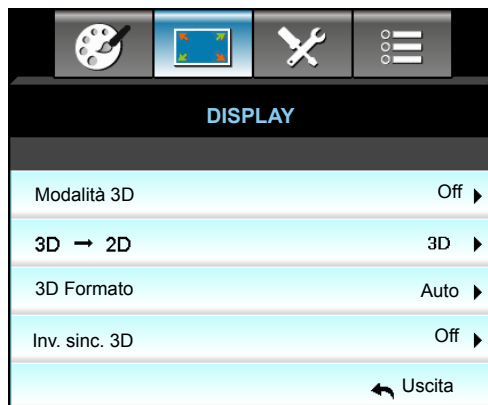 DISPLAY
Modalità 3D Off
3D → 2D 3D
3D Formato Auto
Inv. sinc. 3D Off
Uscita